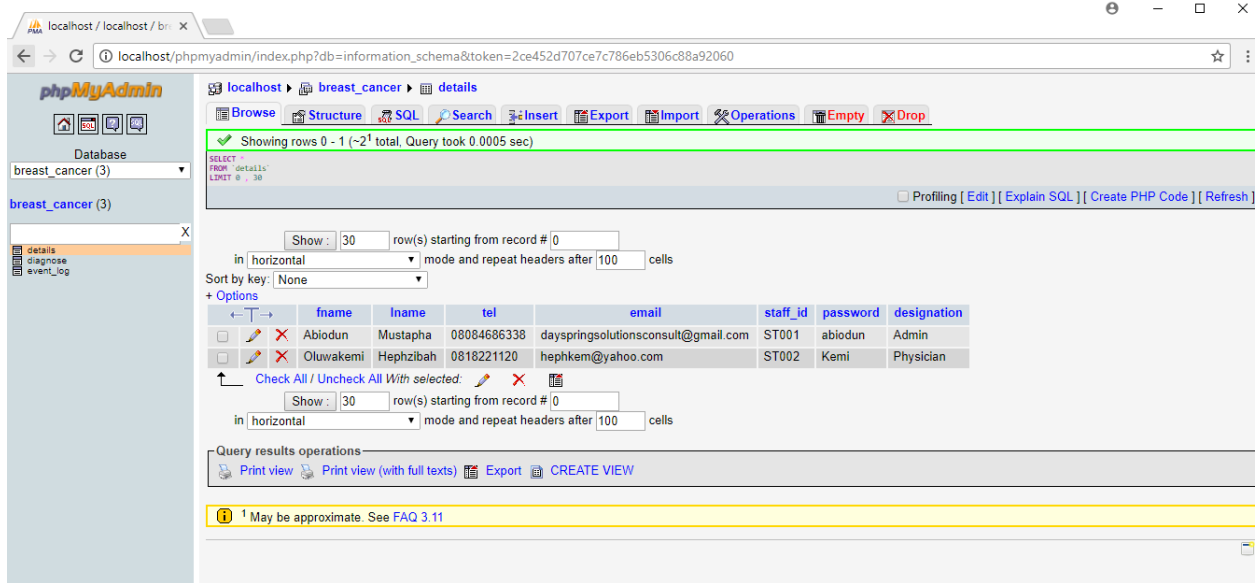 localhost / localhost / bre
localhost/phpmyadmin/index.php?db=information_schema&token=2ce452d707ce7c786eb5306c88a92060
phpMyAdmin
Database
breast_cancer (3)
breast_cancer (3)
X
details
diagnose
event_log
localhost breast_cancer details
Browse Structure SQL Search Insert Export Import Operations Empty Drop
Showing rows 0 - 1 (~2¹ total, Query took 0.0005 sec)
SELECT *
FROM `details`
LIMIT 0 , 30
Profiling [ Edit ] [ Explain SQL ] [ Create PHP Code ] [ Refresh ]
Show : 30 row(s) starting from record # 0
in horizontal mode and repeat headers after 100 cells
Sort by key: None
+ Options
←T→ fname lname tel email staff_id password designation
Abiodun Mustapha 08084686338 dayspringsolutionsconsult@gmail.com ST001 abiodun Admin
Oluwakemi Hephzibah 0818221120 hephkem@yahoo.com ST002 Kemi Physician
Check All / Uncheck All With selected:
Show : 30 row(s) starting from record # 0
in horizontal mode and repeat headers after 100 cells
Query results operations
Print view Print view (with full texts) Export CREATE VIEW
¹ May be approximate. See FAQ 3.11